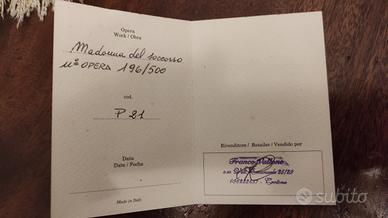 Opera
Work / Obra
Madonna del soccorso
n° OPERA 196/500
cod.
P 21
Data
Date / Fecha
Made in Italy
Rivenditore / Retailer / Vendido por
Franco Vallone
subito